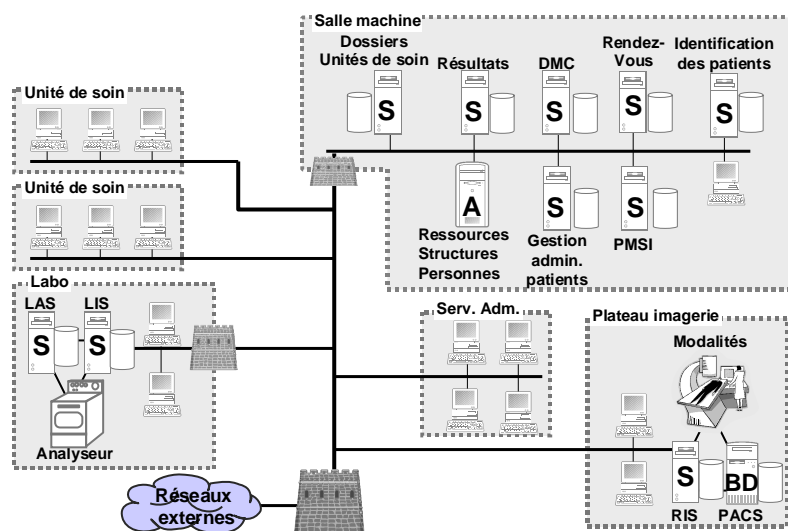 Salle machine
Dossiers
Unités de soin
Résultats
DMC
Rendez-
Vous
Identification
des patients
S
S
S
S
S
A
S
S
Ressources
Structures
Personnes
Gestion
admin.
patients
PMSI
Unité de soin
Unité de soin
Labo
LAS
LIS
S
S
Analyseur
Serv. Adm.
Plateau imagerie
Modalités
S
BD
RIS
PACS
Réseaux
externes